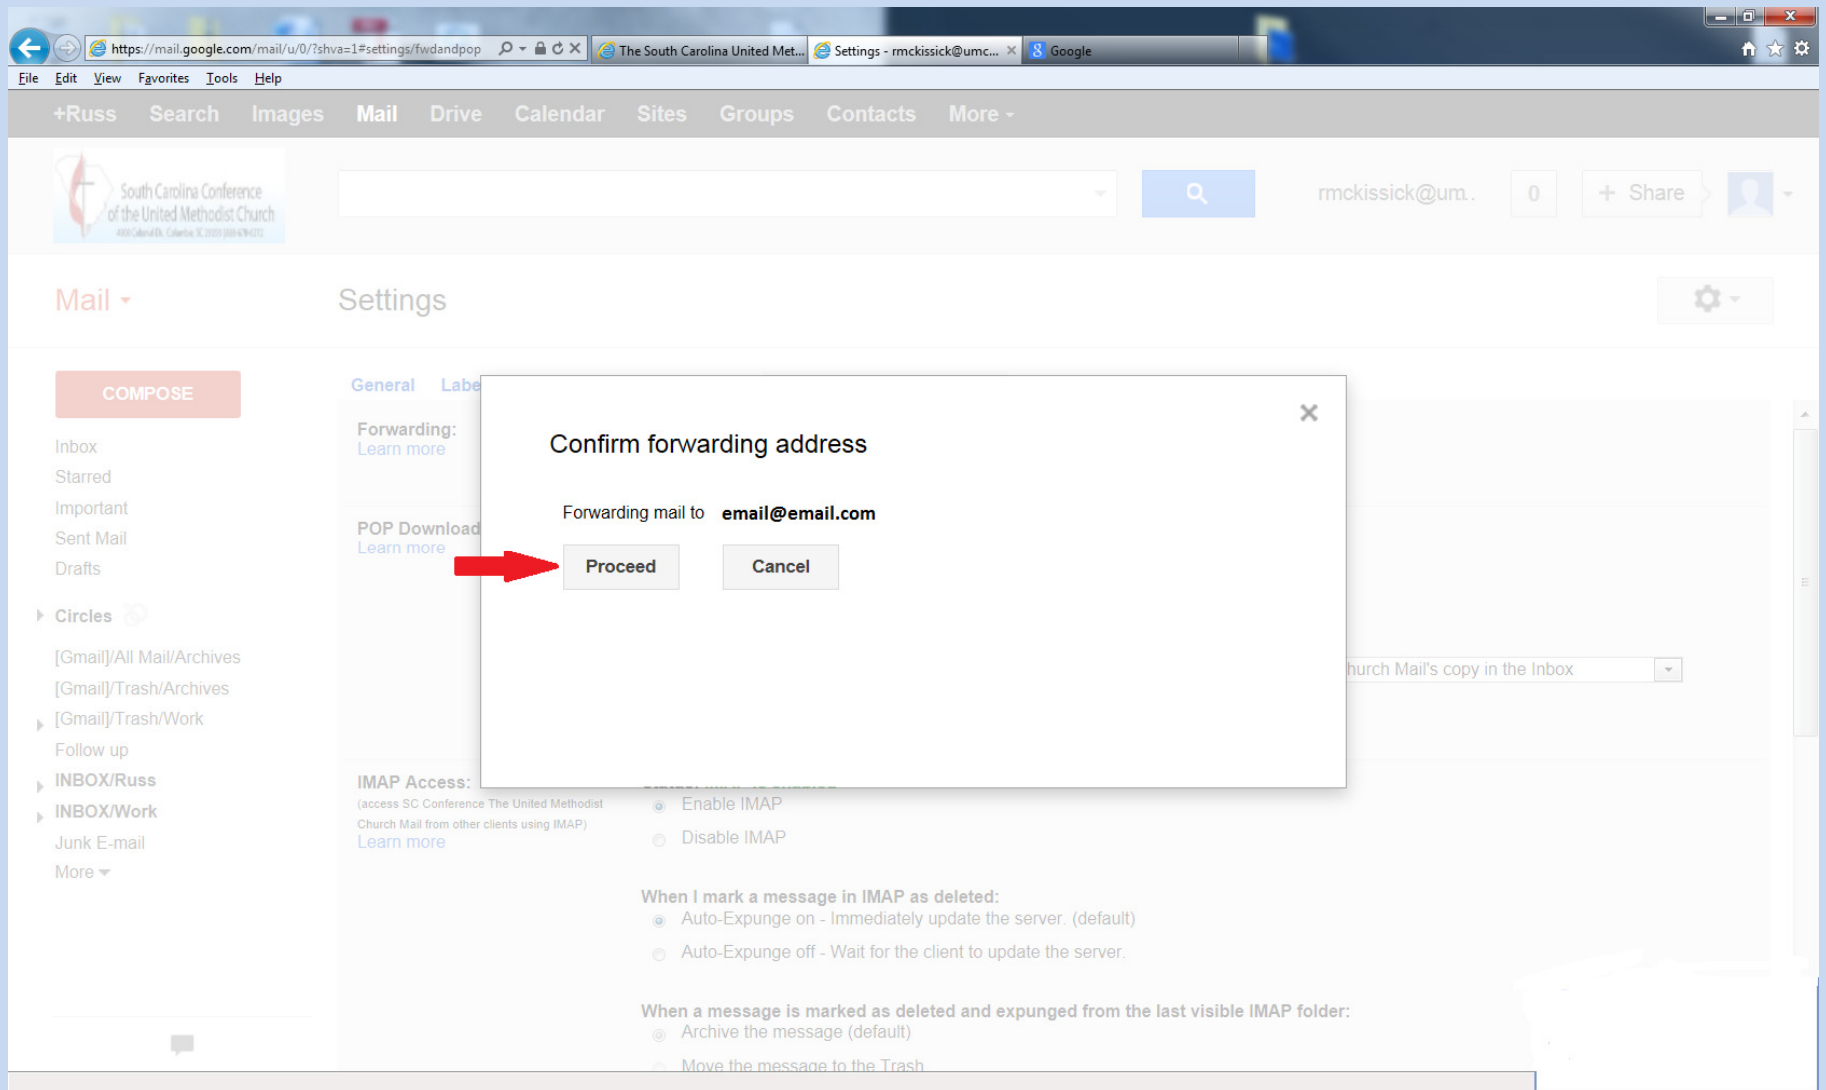 https://mail.google.com/mail/u/0/?shva=1#settings/fwdandpop
The South Carolina United Met...
Settings - rmckissick@umc...
Google
File Edit View Favorites Tools Help
+Russ Search Images Mail Drive Calendar Sites Groups Contacts More
South Carolina Conference
of the United Methodist Church
rmckissick@um..
0
+ Share
Mail
Settings
COMPOSE
Inbox
Starred
Important
Sent Mail
Drafts
Circles
[Gmail]/All Mail/Archives
[Gmail]/Trash/Archives
[Gmail]/Trash/Work
Follow up
INBOX/Russ
INBOX/Work
Junk E-mail
More
General Labe
Forwarding:
Learn more
POP Download
Learn more
Confirm forwarding address
Forwarding mail to email@email.com
Proceed Cancel
hurch Mail's copy in the Inbox
IMAP Access:
(access SC Conference The United Methodist
Church Mail from other clients using IMAP)
Learn more
Status: IMAP is enabled
Enable IMAP
Disable IMAP
When I mark a message in IMAP as deleted:
Auto-Expunge on - Immediately update the server. (default)
Auto-Expunge off - Wait for the client to update the server.
When a message is marked as deleted and expunged from the last visible IMAP folder:
Archive the message (default)
Move the message to the Trash